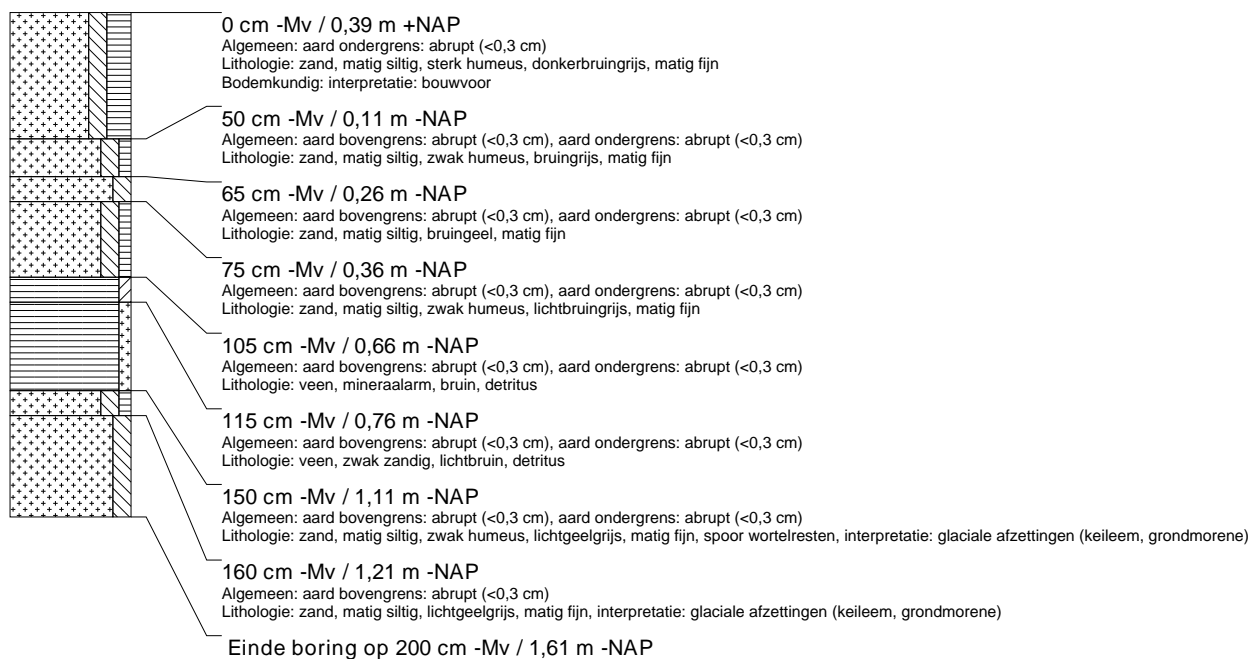 0 cm -Mv / 0,39 m +NAP
Algemeen: aard ondergrens: abrupt (<0,3 cm)
Lithologie: zand, matig siltig, sterk humeus, donkerbruingrijs, matig fijn
Bodemkundig: interpretatie: bouwvoor
50 cm -Mv / 0,11 m -NAP
Algemeen: aard bovengrens: abrupt (<0,3 cm), aard ondergrens: abrupt (<0,3 cm)
Lithologie: zand, matig siltig, zwak humeus, bruingrijs, matig fijn
65 cm -Mv / 0,26 m -NAP
Algemeen: aard bovengrens: abrupt (<0,3 cm), aard ondergrens: abrupt (<0,3 cm)
Lithologie: zand, matig siltig, bruingeel, matig fijn
75 cm -Mv / 0,36 m -NAP
Algemeen: aard bovengrens: abrupt (<0,3 cm), aard ondergrens: abrupt (<0,3 cm)
Lithologie: zand, matig siltig, zwak humeus, lichtbruingrijs, matig fijn
105 cm -Mv / 0,66 m -NAP
Algemeen: aard bovengrens: abrupt (<0,3 cm), aard ondergrens: abrupt (<0,3 cm)
Lithologie: veen, mineraalarm, bruin, detritus
115 cm -Mv / 0,76 m -NAP
Algemeen: aard bovengrens: abrupt (<0,3 cm), aard ondergrens: abrupt (<0,3 cm)
Lithologie: veen, zwak zandig, lichtbruin, detritus
150 cm -Mv / 1,11 m -NAP
Algemeen: aard bovengrens: abrupt (<0,3 cm), aard ondergrens: abrupt (<0,3 cm)
Lithologie: zand, matig siltig, zwak humeus, lichtgeelgrijs, matig fijn, spoor wortelresten, interpretatie: glaciale afzettingen (keileem, grondmorene)
160 cm -Mv / 1,21 m -NAP
Algemeen: aard bovengrens: abrupt (<0,3 cm)
Lithologie: zand, matig siltig, lichtgeelgrijs, matig fijn, interpretatie: glaciale afzettingen (keileem, grondmorene)
Einde boring op 200 cm -Mv / 1,61 m -NAP